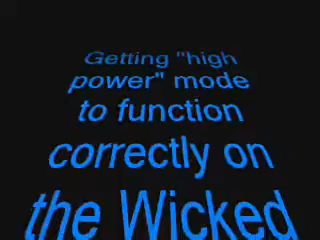 Getting "high
power" mode
to function
correctly on
the Wicked